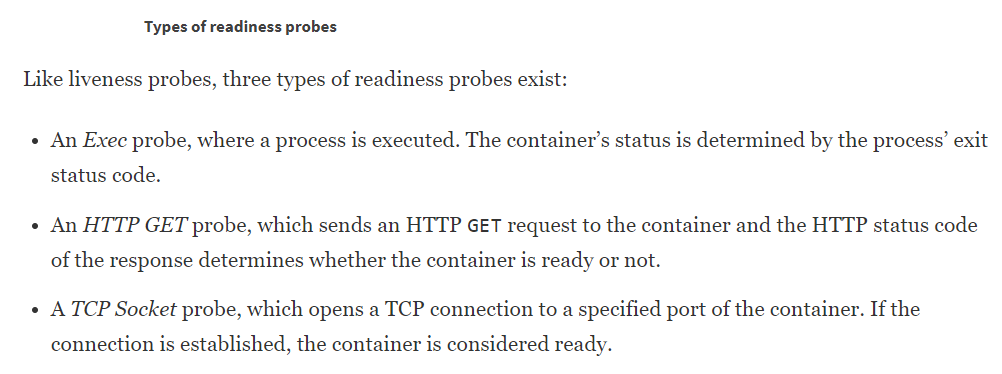 Types of readiness probes
Like liveness probes, three types of readiness probes exist:
• An Exec probe, where a process is executed. The container’s status is determined by the process’ exit
status code.
• An HTTP GET probe, which sends an HTTP GET request to the container and the HTTP status code
of the response determines whether the container is ready or not.
• A TCP Socket probe, which opens a TCP connection to a specified port of the container. If the
connection is established, the container is considered ready.